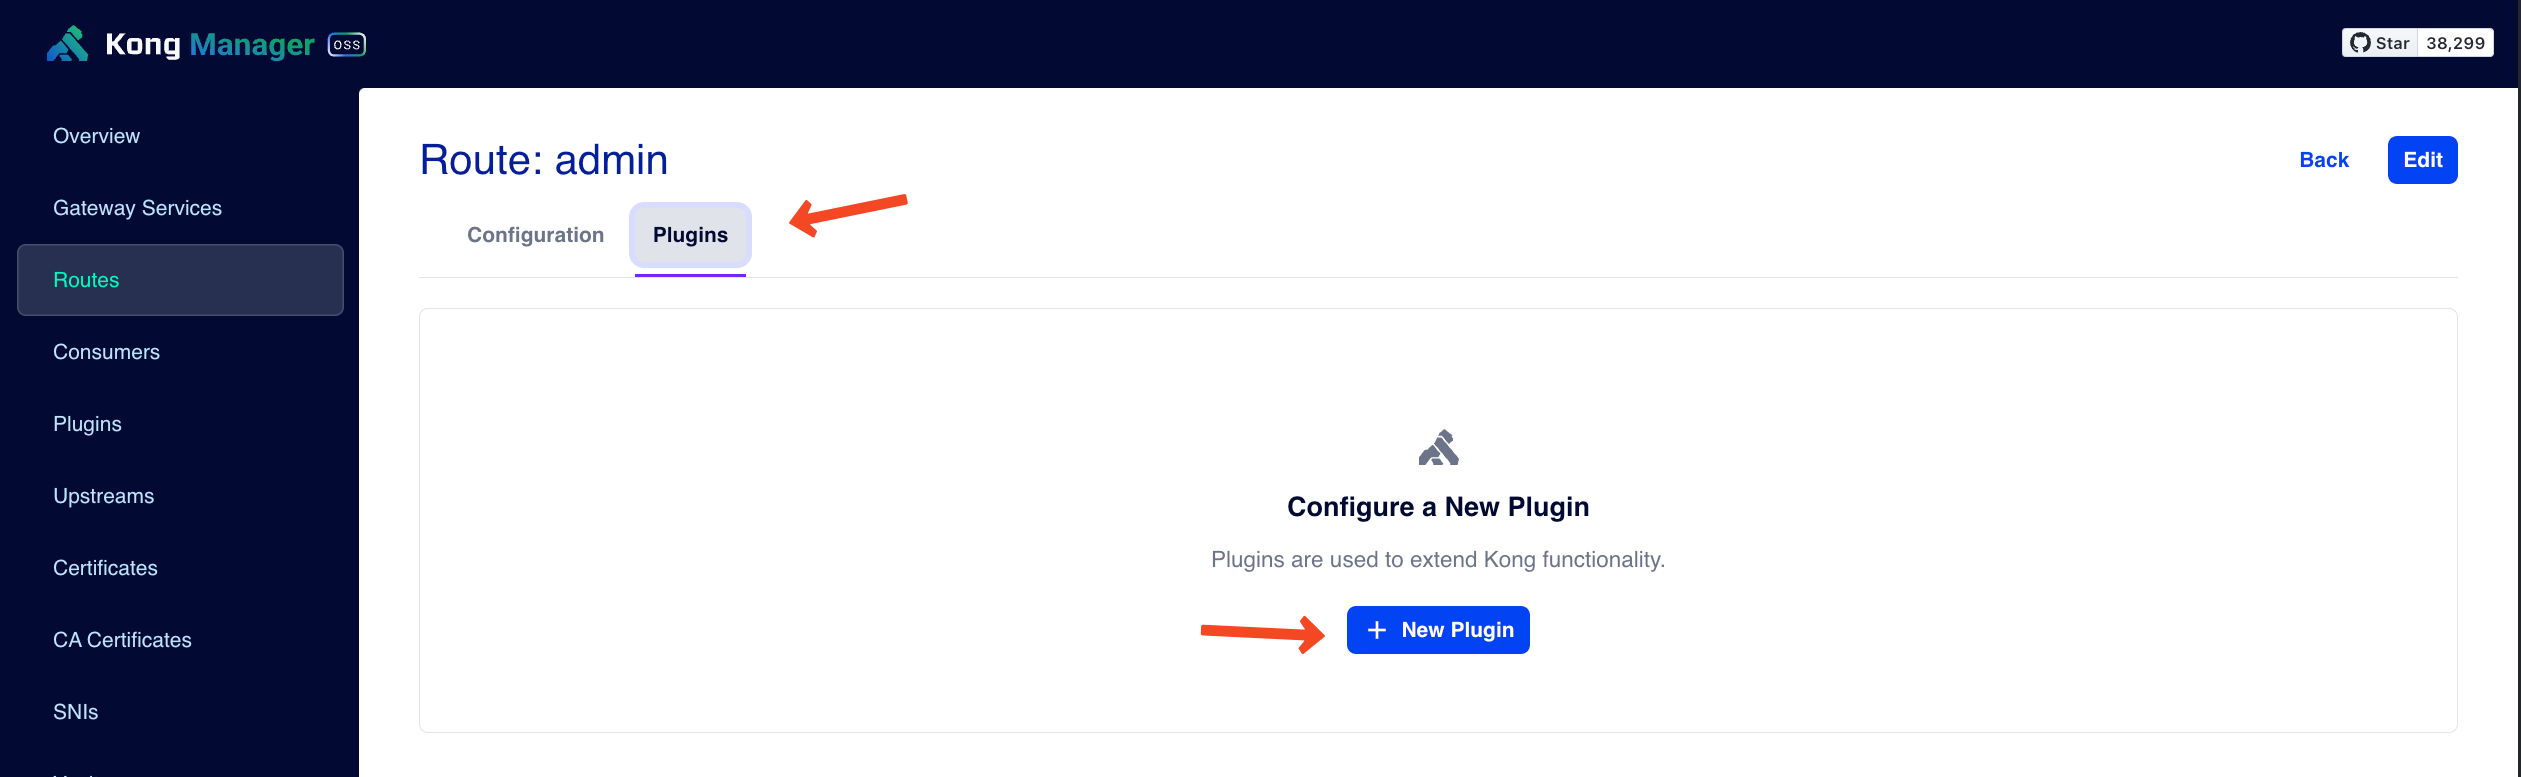 Kong Manager OSS
Star 38,299
Overview
Gateway Services
Routes
Consumers
Plugins
Upstreams
Certificates
CA Certificates
SNIs
Route: admin
Back
Edit
Configuration
Plugins
Configure a New Plugin
Plugins are used to extend Kong functionality.
+ New Plugin